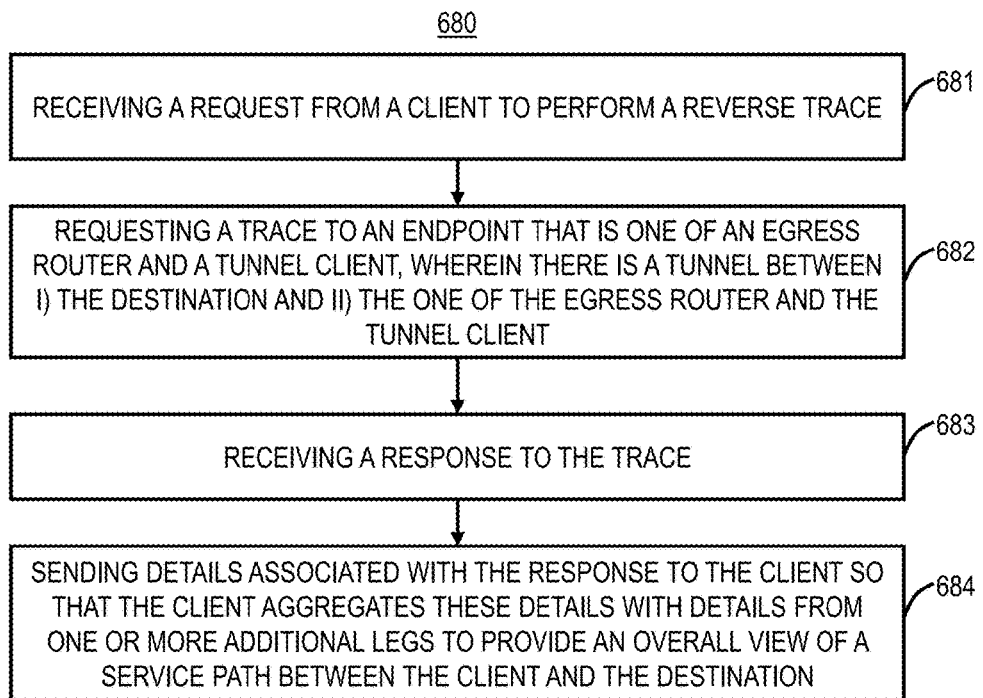 680
RECEIVING A REQUEST FROM A CLIENT TO PERFORM A REVERSE TRACE
681
REQUESTING A TRACE TO AN ENDPOINT THAT IS ONE OF AN EGRESS
ROUTER AND A TUNNEL CLIENT, WHEREIN THERE IS A TUNNEL BETWEEN
I) THE DESTINATION AND II) THE ONE OF THE EGRESS ROUTER AND THE
TUNNEL CLIENT
682
RECEIVING A RESPONSE TO THE TRACE
683
SENDING DETAILS ASSOCIATED WITH THE RESPONSE TO THE CLIENT SO
THAT THE CLIENT AGGREGATES THESE DETAILS WITH DETAILS FROM
ONE OR MORE ADDITIONAL LEGS TO PROVIDE AN OVERALL VIEW OF A
SERVICE PATH BETWEEN THE CLIENT AND THE DESTINATION
684